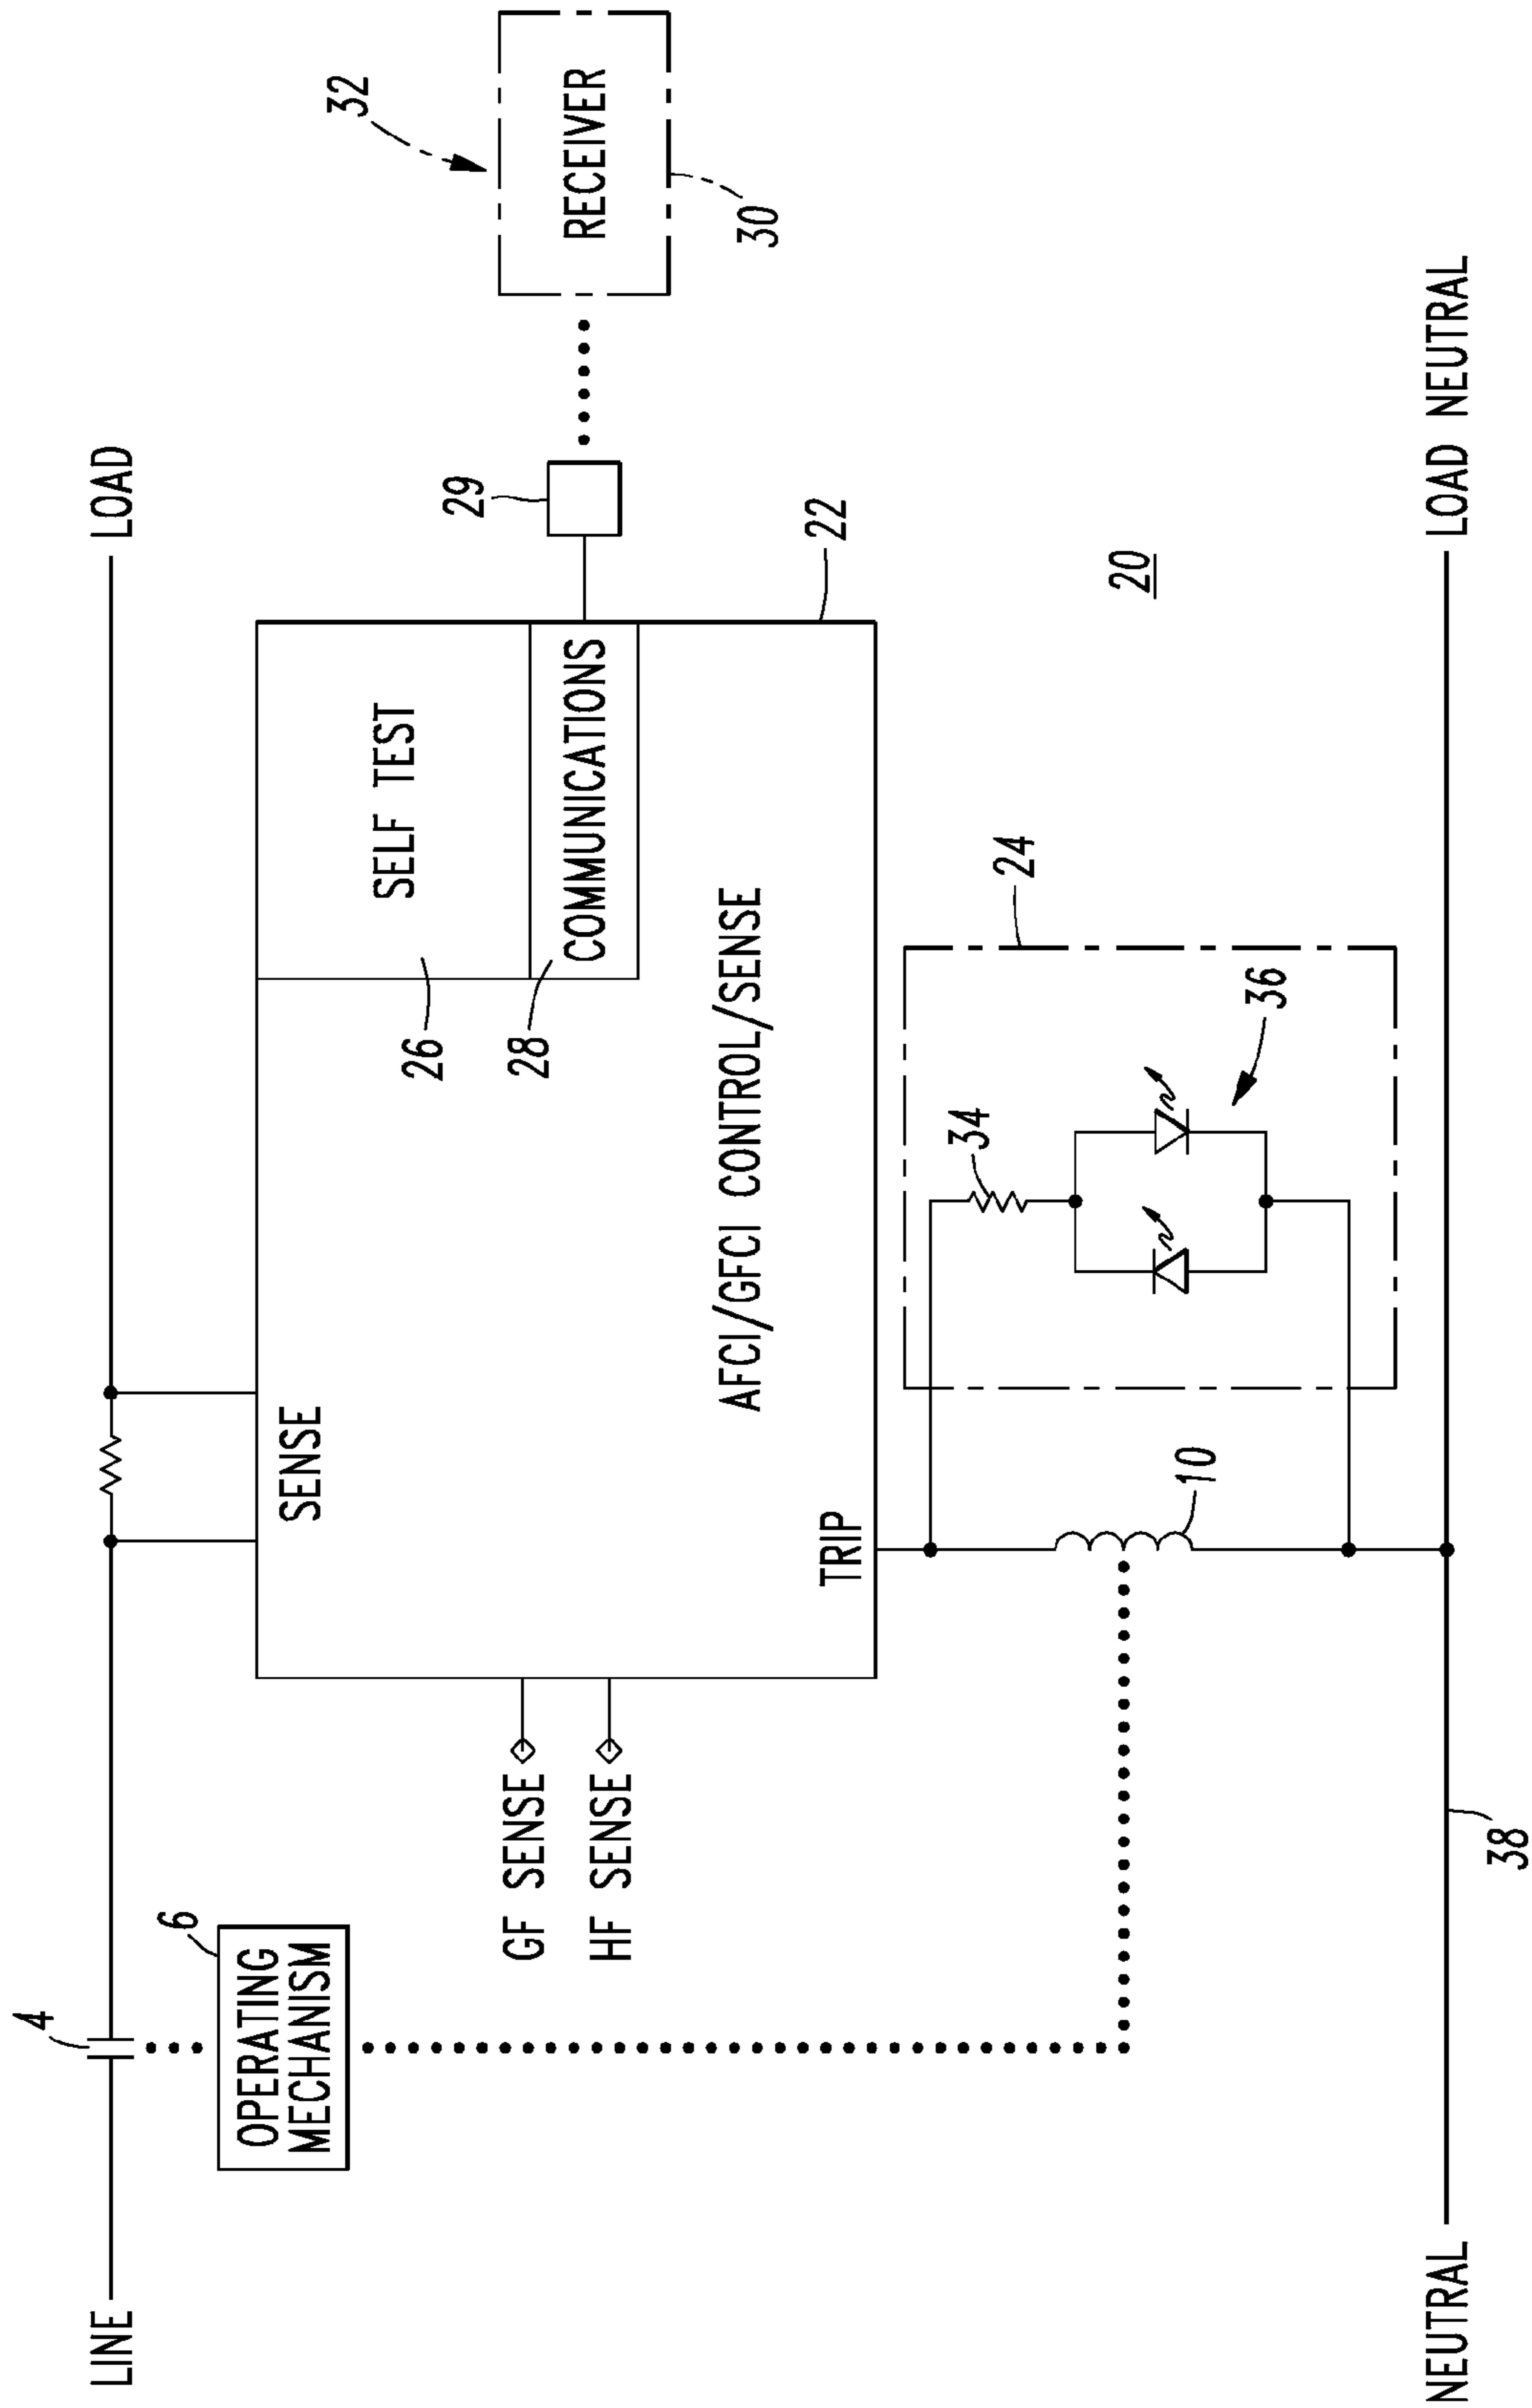 4
6
LINE
OPERATING
MECHANISM
LOAD
32
RECEIVER
30
29
22
SENSE
SELF TEST
26
COMMUNICATIONS
28
GF SENSE
HF SENSE
AFCI/GFCI CONTROL/SENSE
TRIP
20
24
34
36
10
38
NEUTRAL
LOAD NEUTRAL